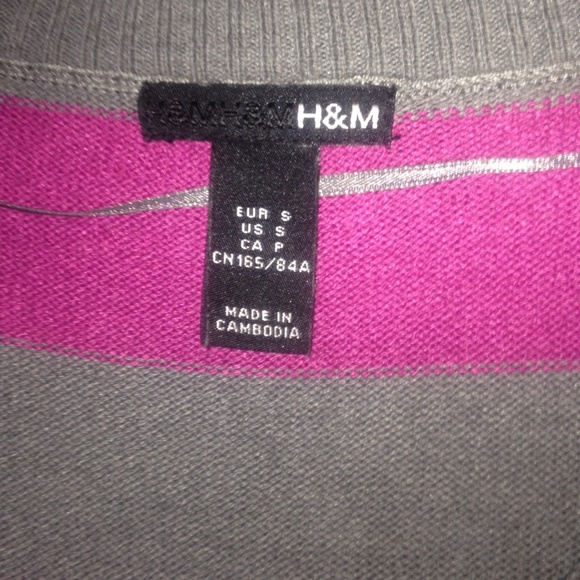 H&MH&MH&M
EUR S
US S
CA P
CN165/84A
MADE IN
CAMBODIA